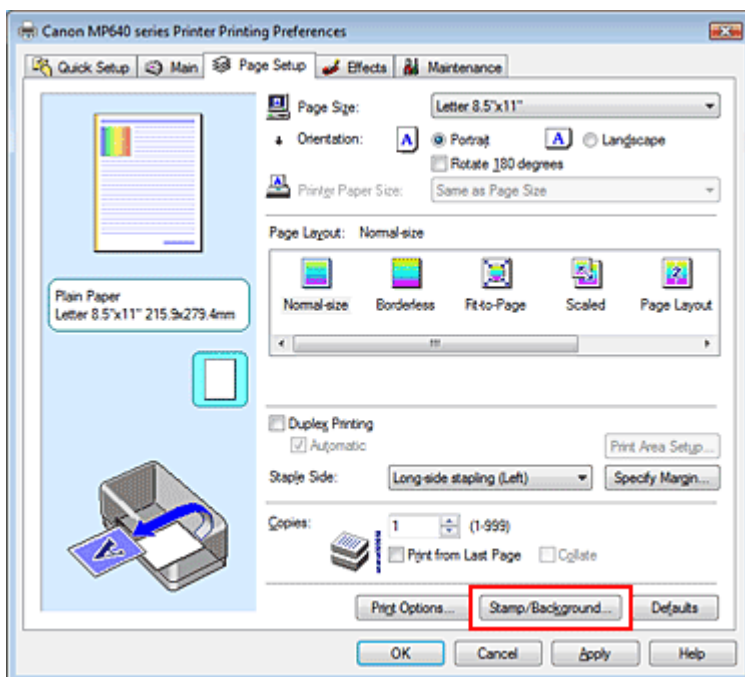 Canon MP640 series Printer Printing Preferences
Quick Setup Main Page Setup Effects Maintenance
Page Size: Letter 8.5"x11"
Orientation: A Portrait A Landscape
Rotate 180 degrees
Printer Paper Size: Same as Page Size
Page Layout: Normal-size
Normal-size Borderless Fit-to-Page Scaled Page Layout
Plain Paper
Letter 8.5"x11" 215.9x279.4mm
Duplex Printing
Automatic Print Area Setup...
Staple Side: Long-side stapling (Left) Specify Margin...
Copies: 1 (1-999)
Print from Last Page Collate
Print Options... Stamp/Background... Defaults
OK Cancel Apply Help